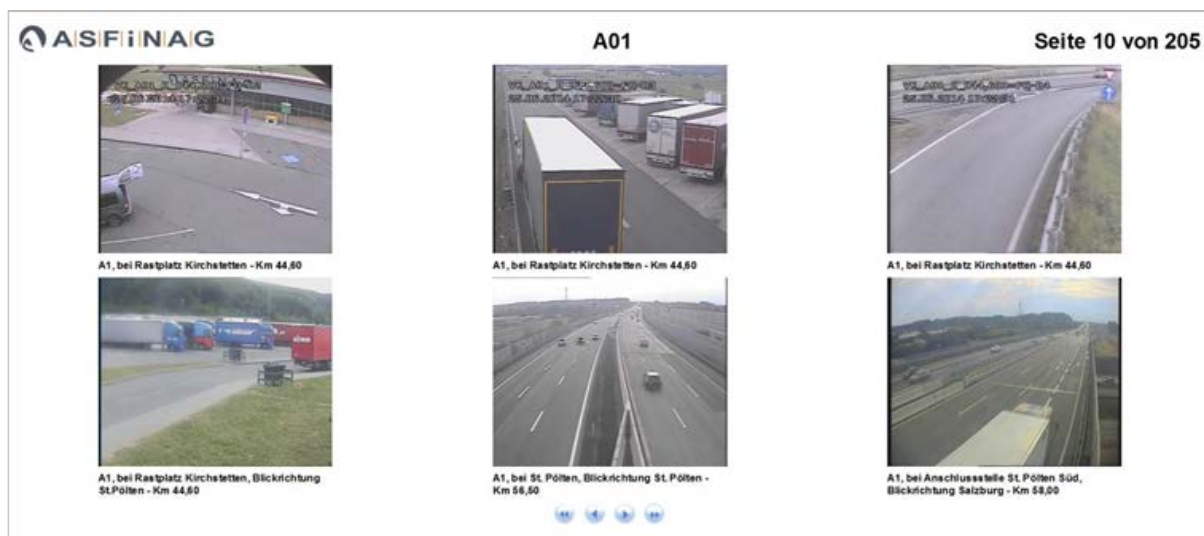 ASFiNAG
A01
Seite 10 von 205
A1, bei Rastplatz Kirchstetten - Km 44,60
A1, bei Rastplatz Kirchstetten - Km 44,60
A1, bei Rastplatz Kirchstetten - Km 44,60
A1, bei Rastplatz Kirchstetten, Blickrichtung
St.Pölten - Km 44,60
A1, bei St. Pölten, Blickrichtung St. Pölten -
Km 56,50
A1, bei Anschlussstelle St. Pölten Süd,
Blickrichtung Salzburg - Km 58,00